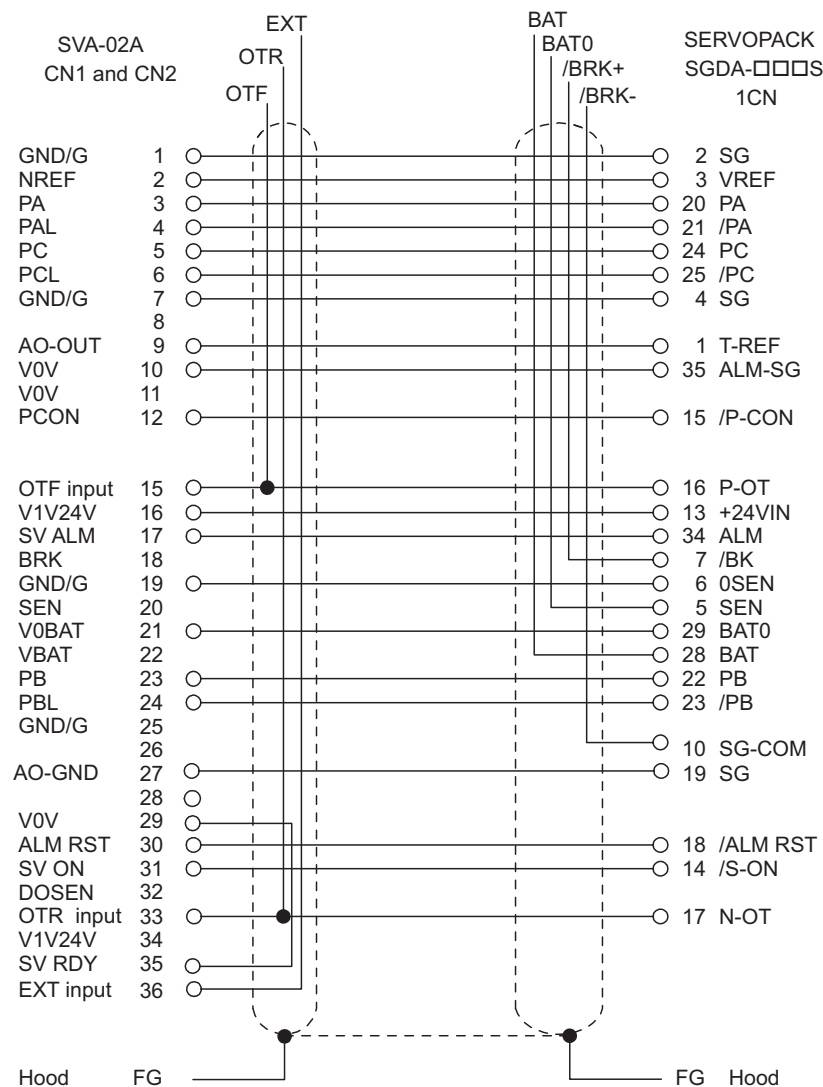 EXT
BAT
SVA-02A
CN1 and CN2
OTR
BAT0
SERVOPACK
SGDA-□□□S
1CN
/BRK+
OTF
/BRK-
GND/G 1 2 SG
NREF 2 3 VREF
PA 3 20 PA
PAL 4 21 /PA
PC 5 24 PC
PCL 6 25 /PC
GND/G 7 4 SG
8
AO-OUT 9 1 T-REF
V0V 10 35 ALM-SG
V0V 11
PCON 12 15 /P-CON
OTF input 15 16 P-OT
V1V24V 16 13 +24VIN
SV ALM 17 34 ALM
BRK 18 7 /BK
GND/G 19 6 0SEN
SEN 20 5 SEN
V0BAT 21 29 BAT0
VBAT 22 28 BAT
PB 23 22 PB
PBL 24 23 /PB
GND/G 25
26 10 SG-COM
AO-GND 27 19 SG
28
V0V 29
ALM RST 30 18 /ALM RST
SV ON 31 14 /S-ON
DOSEN 32
OTR input 33 17 N-OT
V1V24V 34
SV RDY 35
EXT input 36
Hood FG FG Hood